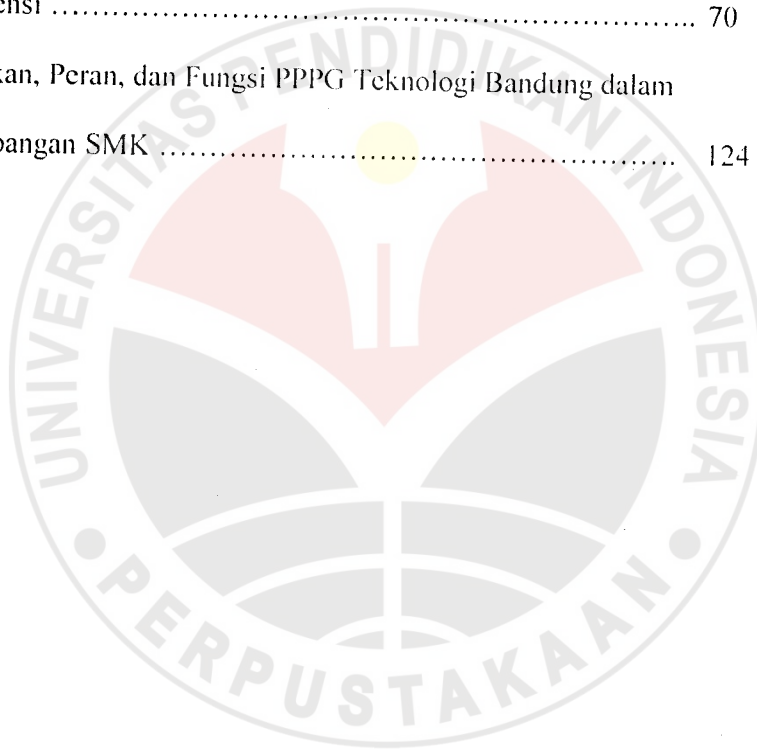 ensi ........................................................................ 70
kan, Peran, dan Fungsi PPPG Teknologi Bandung dalam
bangan SMK .................................................... 124
UNIVERSITAS PENDIDIKAN INDONESIA
PERPUSTAKAAN